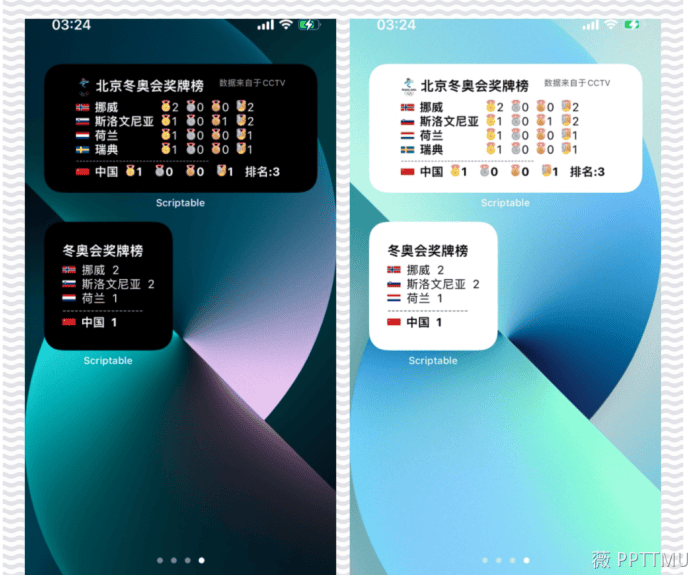 03:24
北京冬奥会奖牌榜 数据来自于CCTV
挪威 2 0 0 2
斯洛文尼亚 1 0 1 2
荷兰 1 0 0 1
瑞典 1 0 0 1
--------------------------------
中国 1 0 0 1 排名:3
Scriptable
冬奥会奖牌榜
挪威 2
斯洛文尼亚 2
荷兰 1
--------------------
中国 1
Scriptable
03:24
北京冬奥会奖牌榜 数据来自于CCTV
挪威 2 0 0 2
斯洛文尼亚 1 0 1 2
荷兰 1 0 0 1
瑞典 1 0 0 1
--------------------------------
中国 1 0 0 1 排名:3
Scriptable
冬奥会奖牌榜
挪威 2
斯洛文尼亚 2
荷兰 1
--------------------
中国 1
Scriptable
薇 PPTTMU